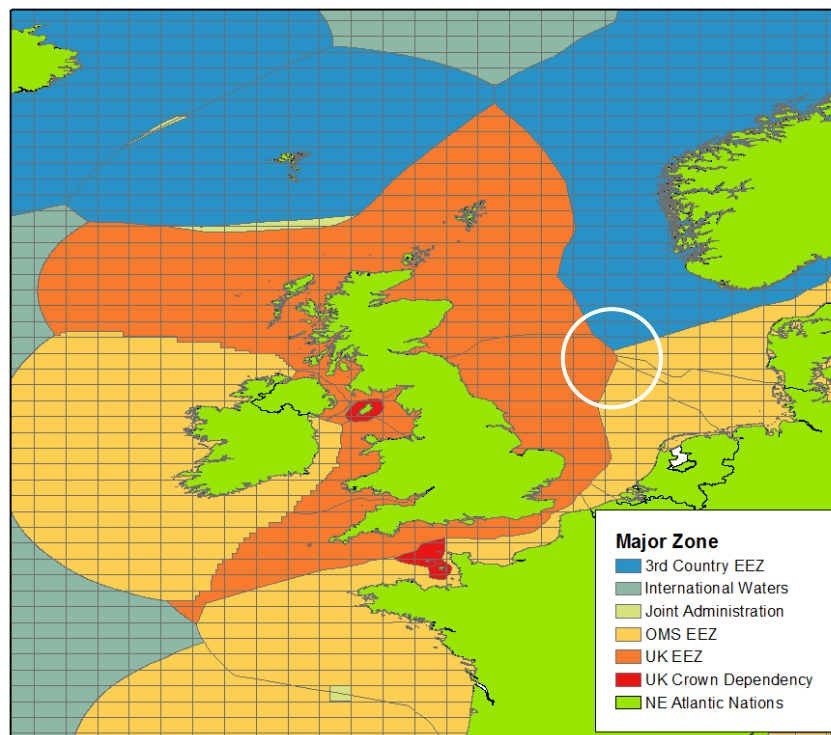 Major Zone
3rd Country EEZ
International Waters
Joint Administration
OMS EEZ
UK EEZ
UK Crown Dependency
NE Atlantic Nations